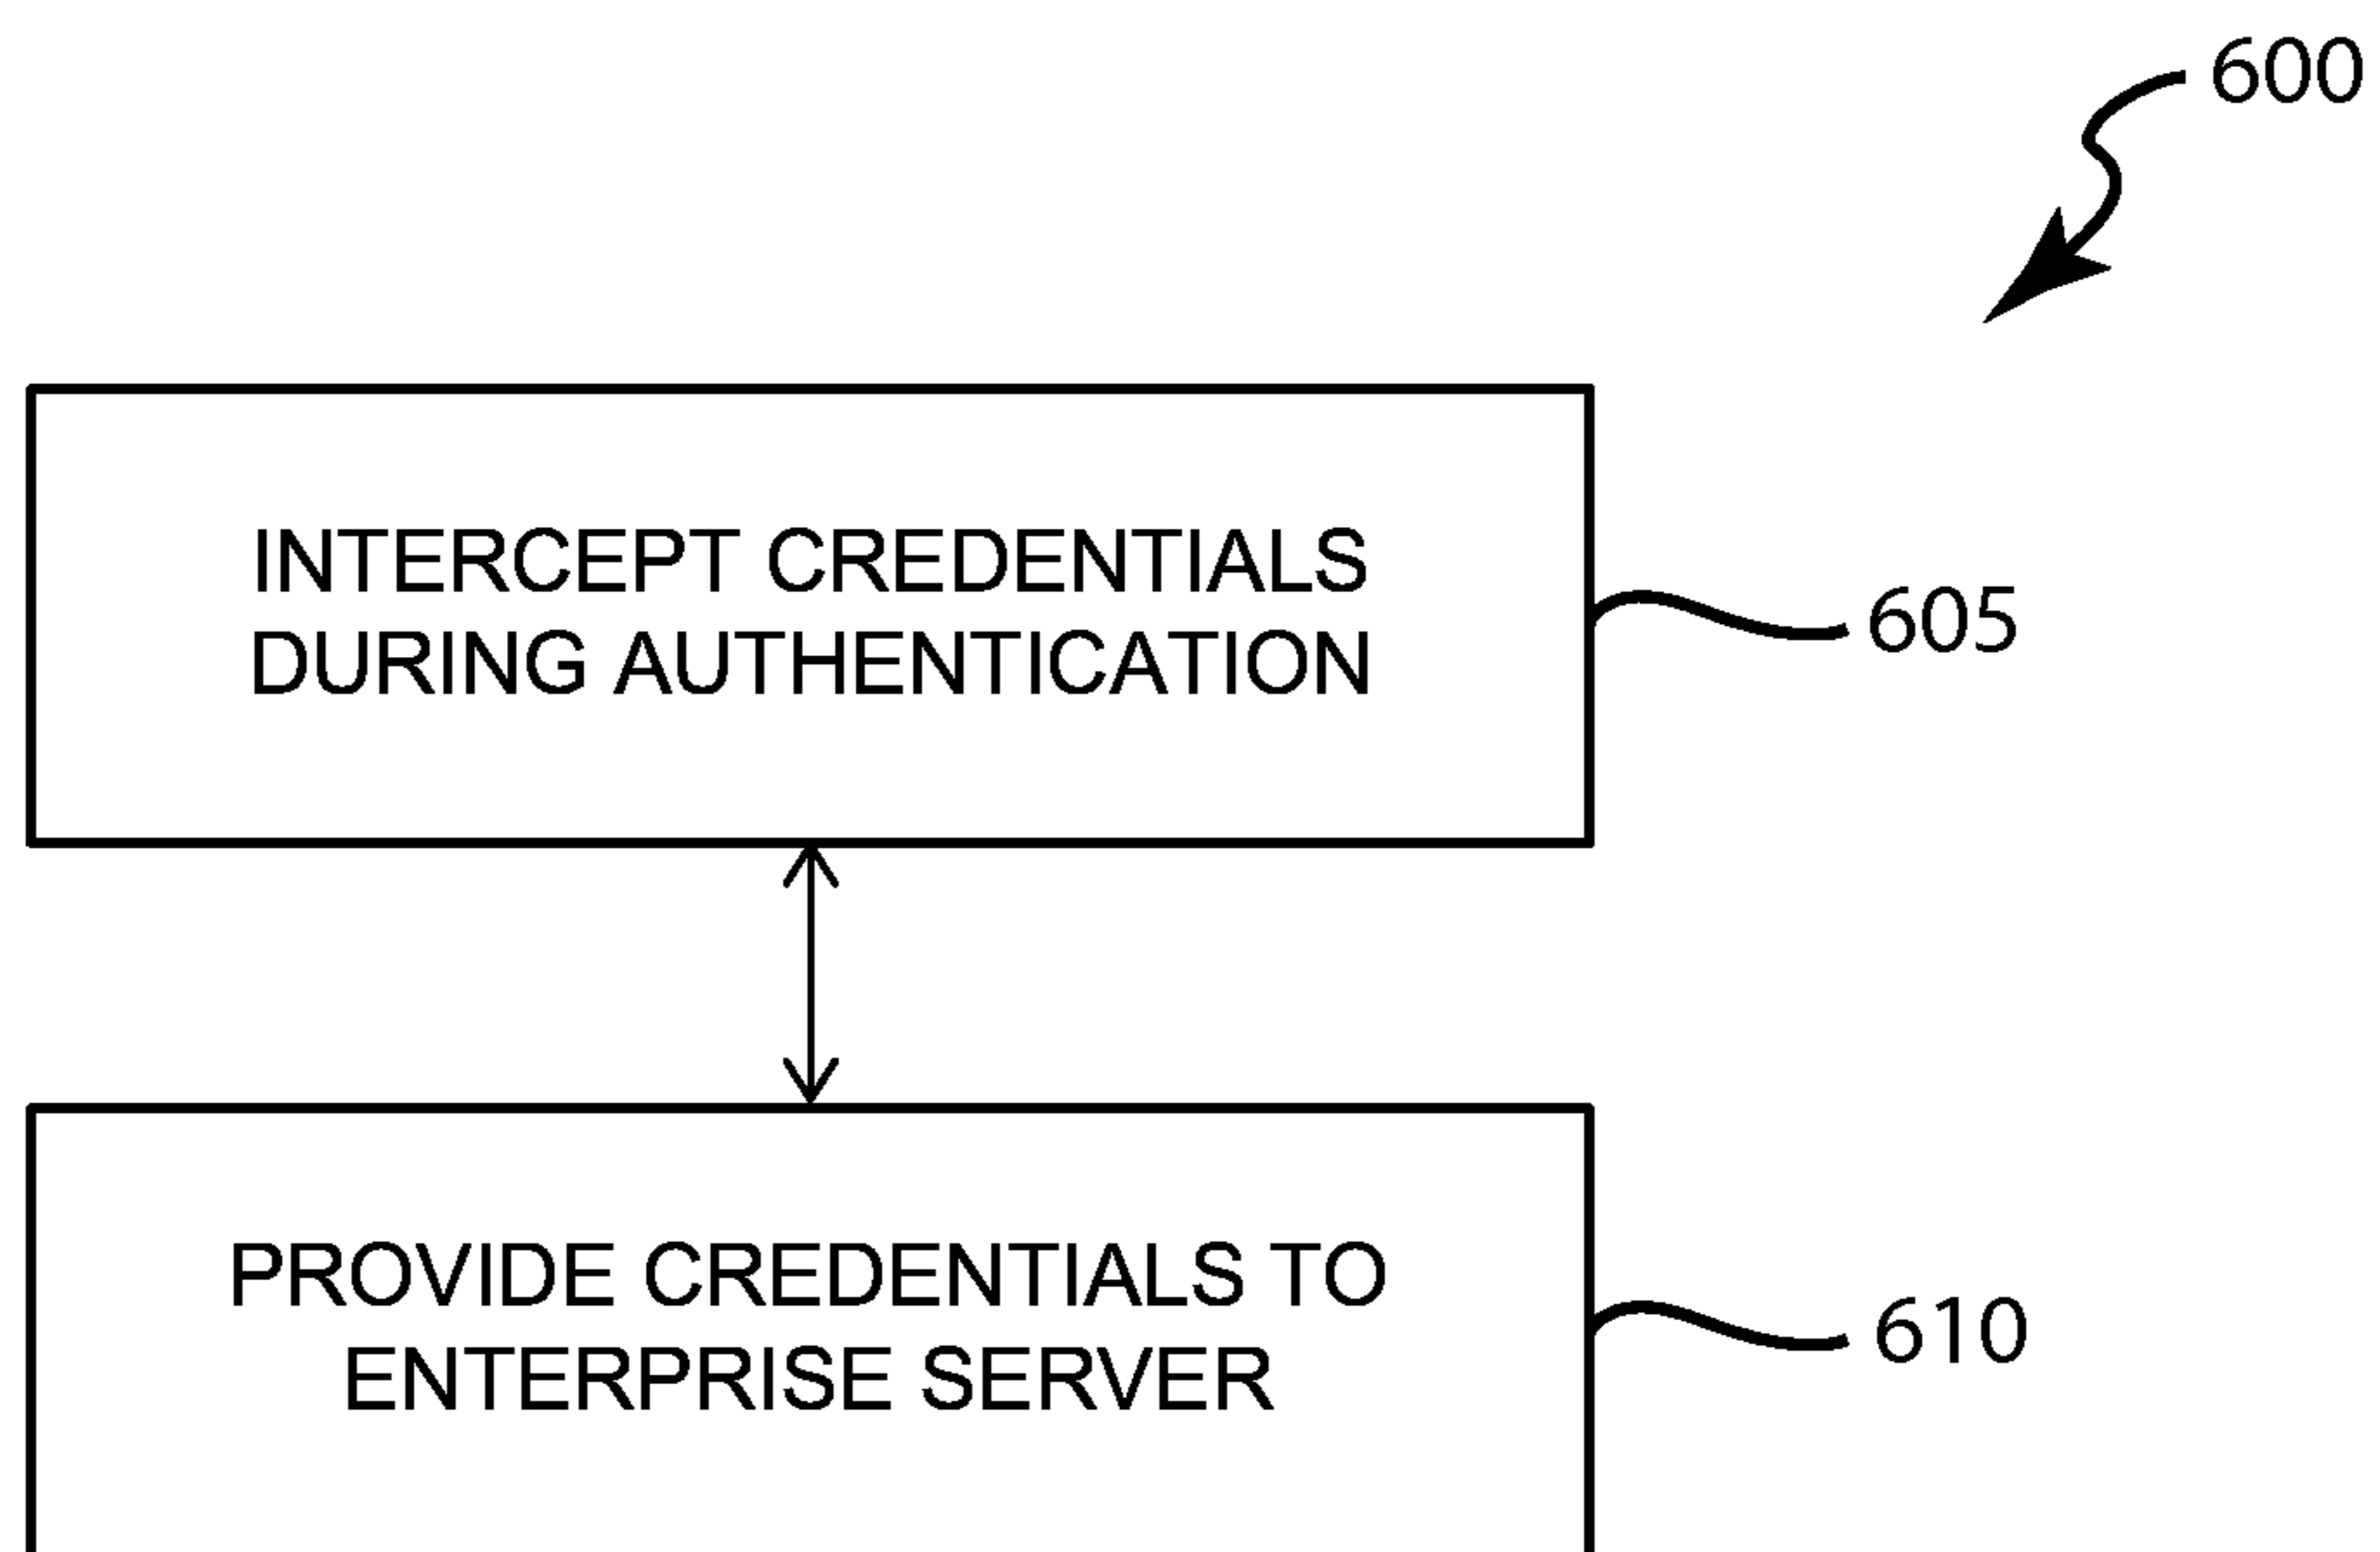 600
INTERCEPT CREDENTIALS
DURING AUTHENTICATION
605
PROVIDE CREDENTIALS TO
ENTERPRISE SERVER
610